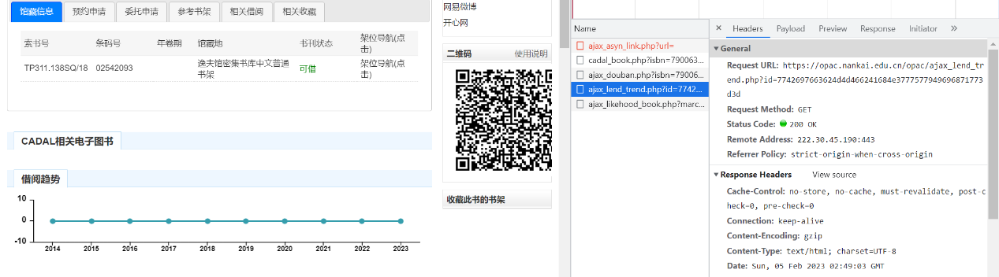 馆藏信息 预约申请 委托申请 参考书架 相关借阅 相关收藏
索书号 条码号 年卷期 馆藏地 书刊状态 架位导航(点击)
TP311.138SQ/18 02542093 逸夫馆密集书库中文普通书架 可借 架位导航(点击)
CADAL相关电子图书
借阅趋势
10
0
-10
2014 2015 2016 2017 2018 2019 2020 2021 2022 2023
网易微博
开心网
二维码 使用说明
收藏此书的书架
Name
ajax_asyn_link.php?url=
cadal_book.php?isbn=790063...
ajax_douban.php?isbn=79006...
ajax_lend_trend.php?id=7742...
ajax_likehood_book.php?marc...
× Headers Payload Preview Response Initiator »
General
Request URL: https://opac.nankai.edu.cn/opac/ajax_lend_tr
end.php?id=7742697663624d4d466241684e3777577949696871773
d3d
Request Method: GET
Status Code: 200 OK
Remote Address: 222.30.45.190:443
Referrer Policy: strict-origin-when-cross-origin
Response Headers View source
Cache-Control: no-store, no-cache, must-revalidate, post-c
heck=0, pre-check=0
Connection: keep-alive
Content-Encoding: gzip
Content-Type: text/html; charset=UTF-8
Date: Sun, 05 Feb 2023 02:49:03 GMT